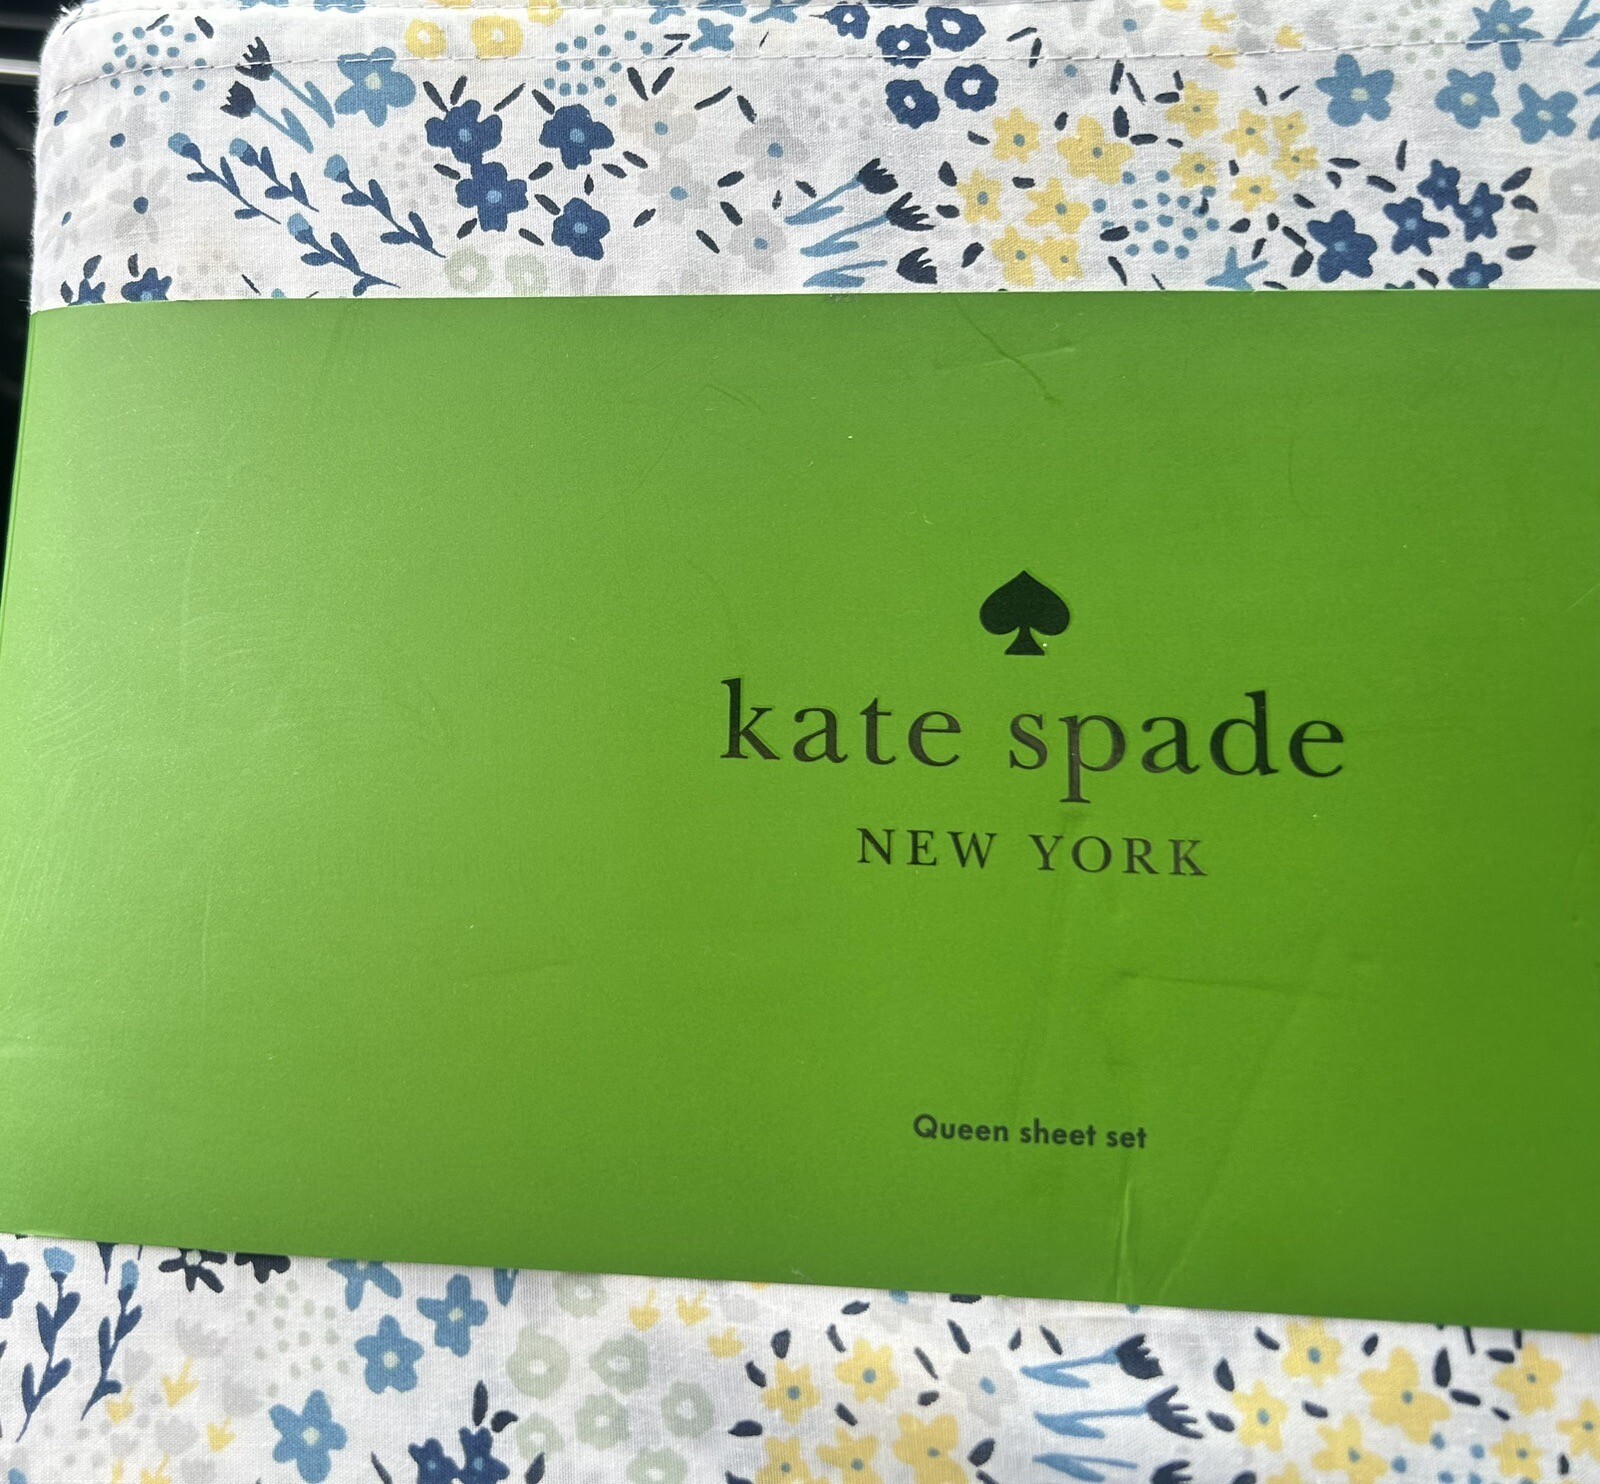 kate spade
NEW YORK
Queen sheet set